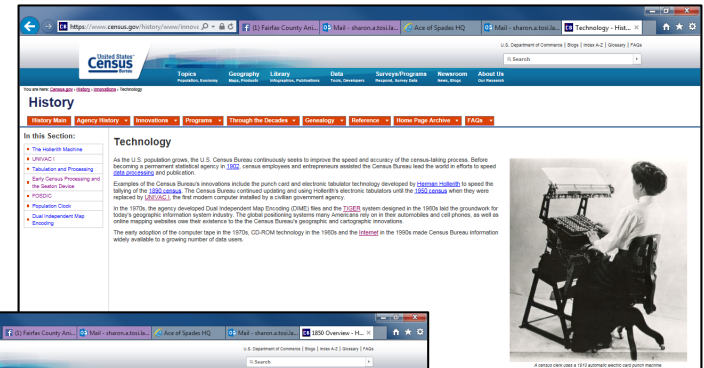 https://www.census.gov/history/www/innova
(1) Fairfax County Ani...
Mail - sharon.a.tosi.la...
Ace of Spades HQ
Mail - sharon.a.tosi.la...
Technology - Hist...
U.S. Department of Commerce | Blogs | Index A-Z | Glossary | FAQs
Search
United States
Census
Bureau
Topics
Population, Economy
Geography
Maps, Products
Library
Infographics, Publications
Data
Tools, Developers
Surveys/Programs
Respond, Survey Data
Newsroom
News, Blogs
About Us
Our Research
You are here: Census.gov › History › Innovations › Technology
History
History Main
Agency History
Innovations
Programs
Through the Decades
Genealogy
Reference
Home Page Archive
FAQs
In this Section:
The Hollerith Machine
UNIVAC I
Tabulation and Processing
Early Census Processing and the Seaton Device
FOSDIC
Population Clock
Dual Independent Map Encoding
Technology
As the U.S. population grows, the U.S. Census Bureau continuously seeks to improve the speed and accuracy of the census-taking process. Before
becoming a permament statistical agency in 1902, census employees and entrepreneurs assisted the Census Bureau lead the world in efforts to speed
data processing and publication.
Examples of the Census Bureau's innovations include the punch card and electronic tabulator technology developed by Herman Hollerith to speed the
tallying of the 1890 census. The Census Bureau continued updating and using Hollerith's electronic tabulators until the 1950 census when they were
replaced by UNIVAC I, the first modern computer installed by a civilian government agency.
In the 1970s, the agency developed Dual Independent Map Encoding (DIME) files and the TIGER system designed in the 1980s laid the groundwork for
today's geographic information system industry. The global positioning systems many Americans rely on in their automobiles and cell phones, as well as
online mapping websites owe their existence to the the Census Bureau's geographic and cartographic innovations.
The early adoption of the computer tape in the 1970s, CD-ROM technology in the 1980s and the Internet in the 1990s made Census Bureau information
widely available to a growing number of data users.
A census clerk uses a 1910 automatic electric card punch machine.
(1) Fairfax County Ani...
Mail - sharon.a.tosi.la...
Ace of Spades HQ
Mail - sharon.a.tosi.la...
1850 Overview - H...
U.S. Department of Commerce | Blogs | Index A-Z | Glossary | FAQs
Search